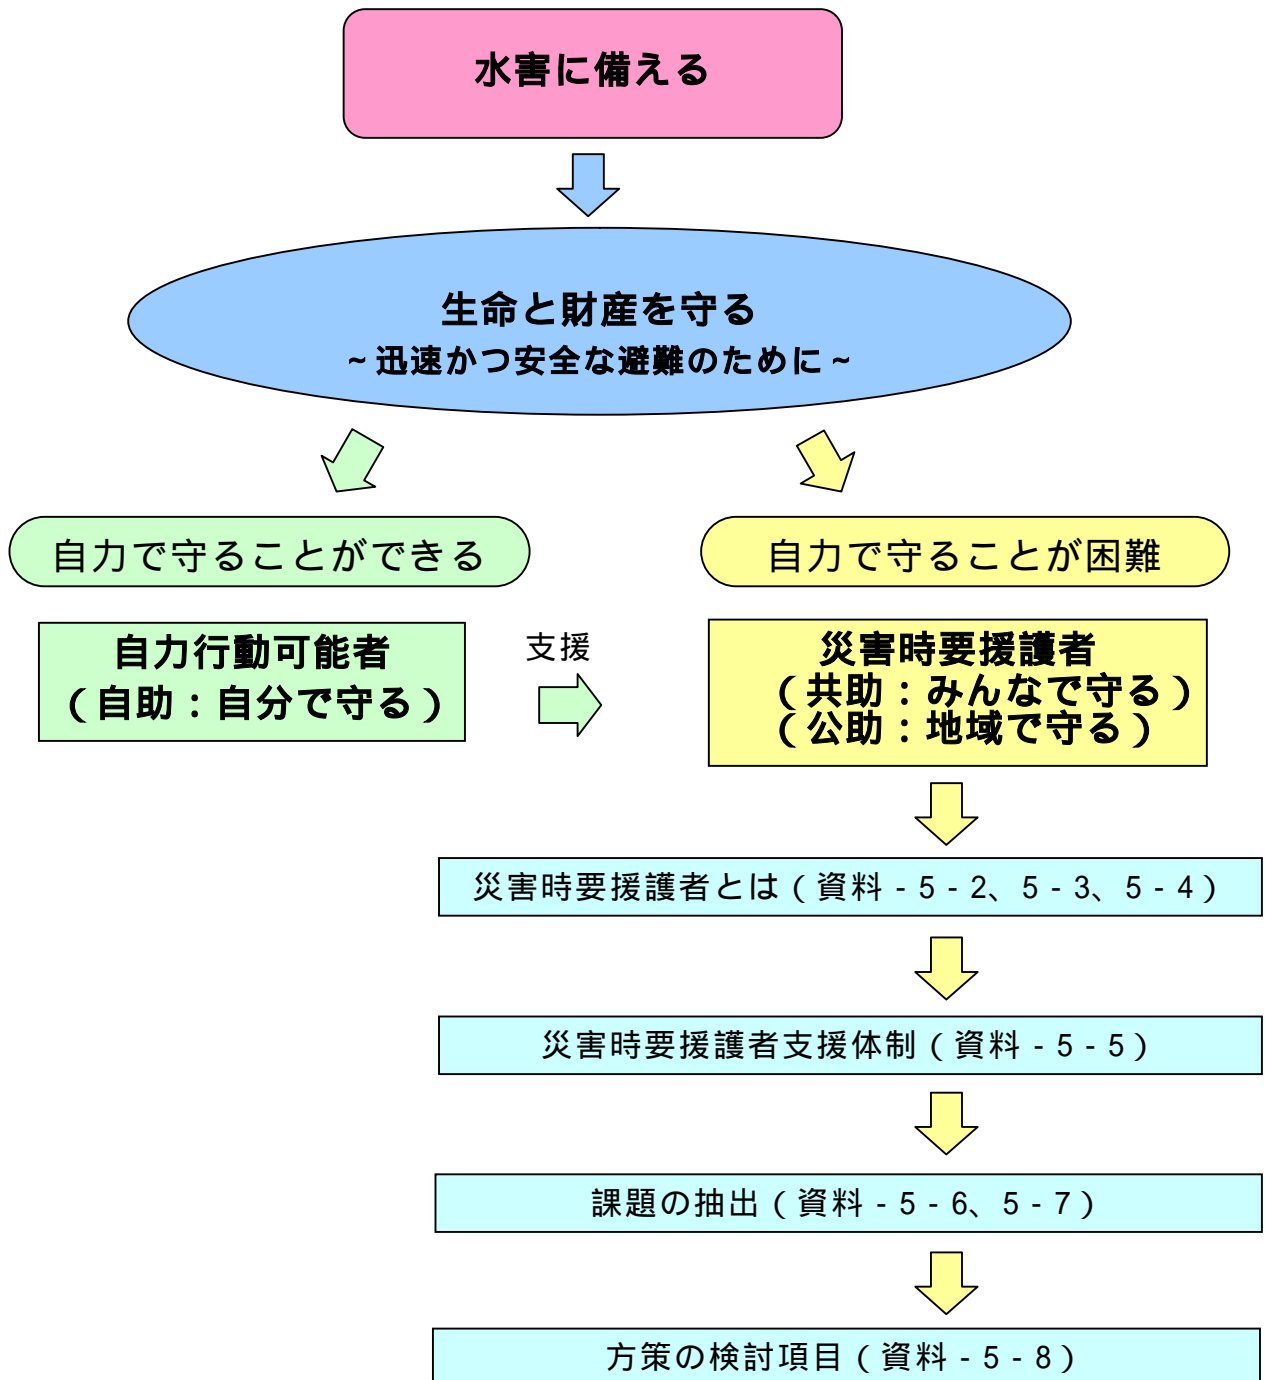 水害に備える
生命と財産を守る
~迅速かつ安全な避難のために~
自力で守ることができる
自力で守ることが困難
自力行動可能者
（自助：自分で守る）
支援
災害時要援護者
（共助：みんなで守る）
（公助：地域で守る）
災害時要援護者とは（資料 - 5 - 2、5 - 3、5 - 4）
災害時要援護者支援体制（資料 - 5 - 5）
課題の抽出（資料 - 5 - 6、5 - 7）
方策の検討項目（資料 - 5 - 8）